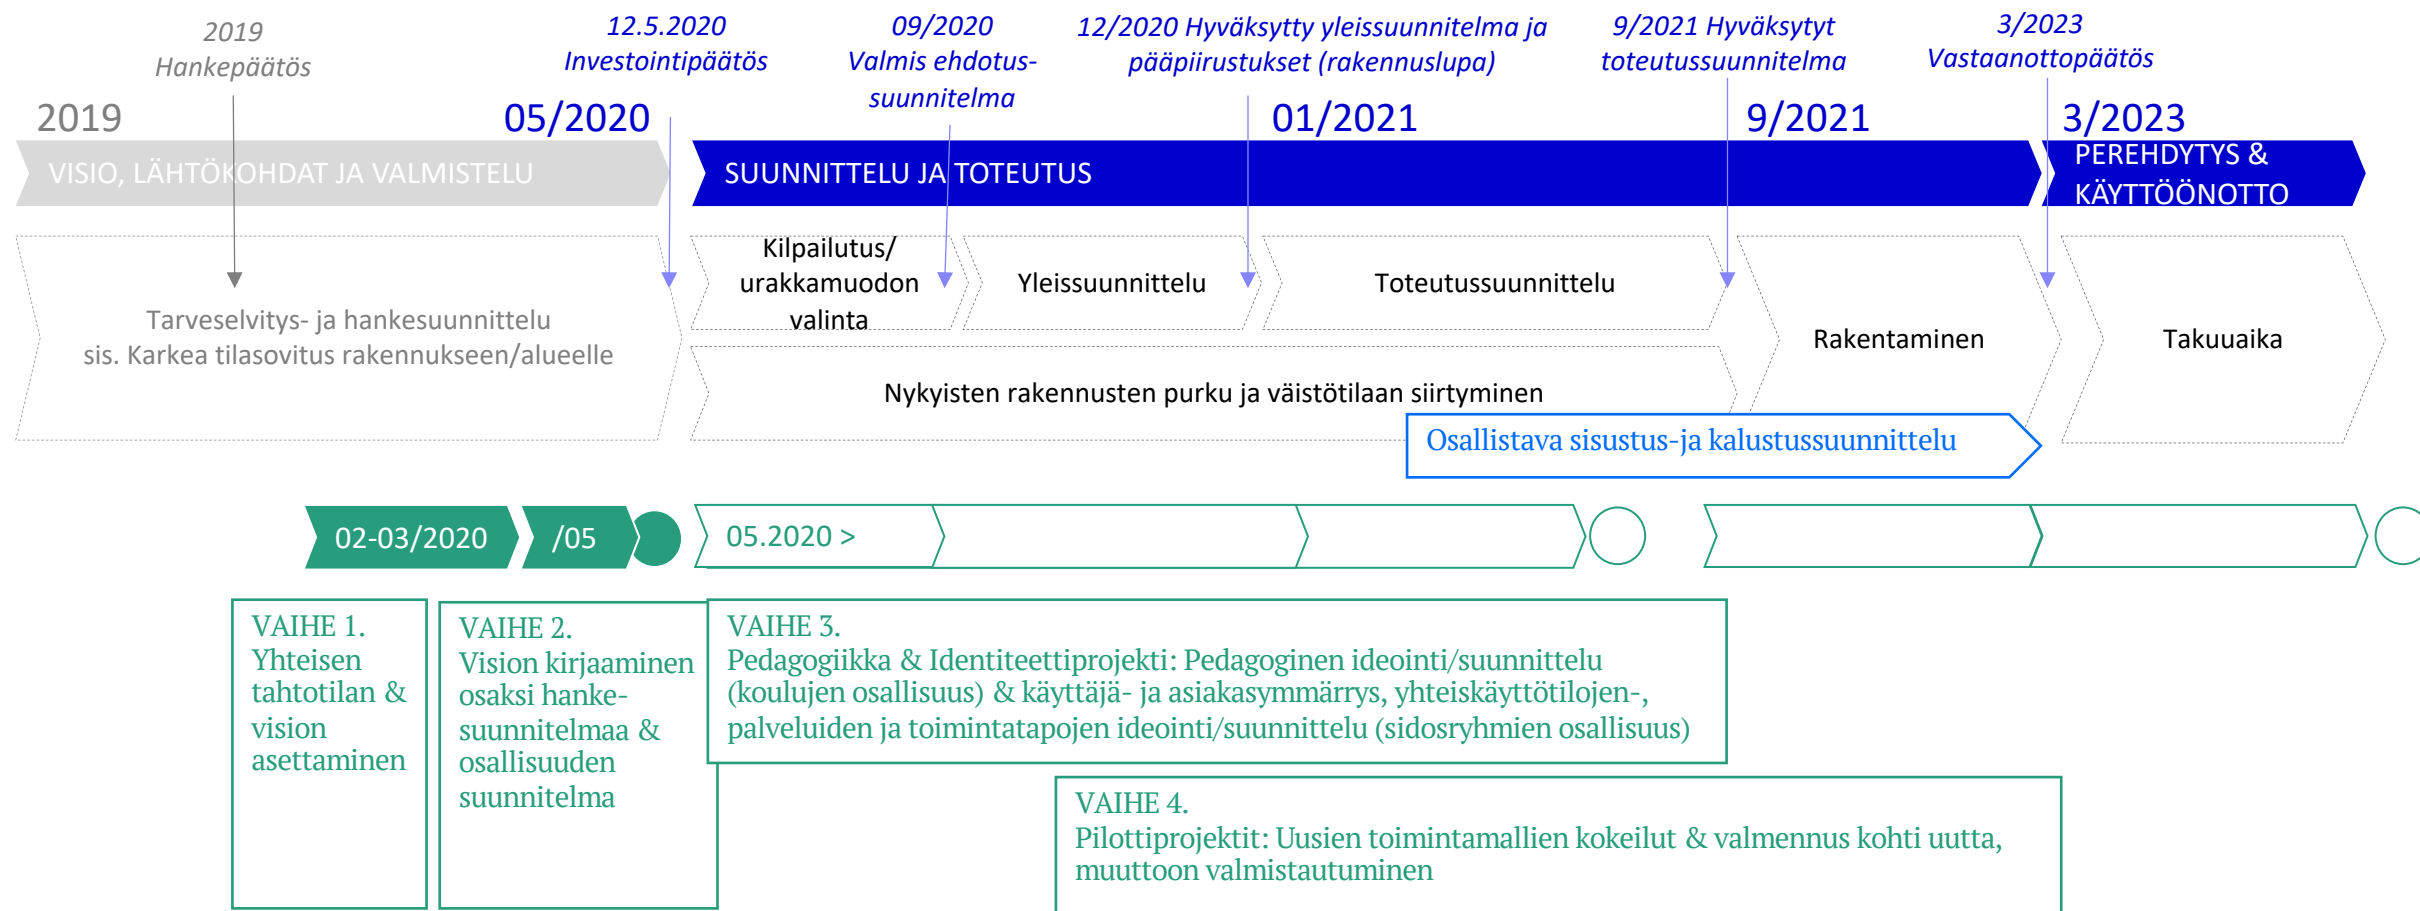 2019
Hankepäätös
12.5.2020
Investointipäätös
09/2020
Valmis ehdotus-
suunnitelma
12/2020 Hyväksytty yleissuunnitelma ja
pääpiirustukset (rakennuslupa)
9/2021 Hyväksytyt
toteutussuunnitelma
3/2023
Vastaanottopäätös
2019
05/2020
01/2021
9/2021
3/2023
VISIO, LÄHTÖKOHDAT JA VALMISTELU
SUUNNITTELU JA TOTEUTUS
PEREHDYTYS &
KÄYTTÖÖNOTTO
Tarveselvitys- ja hankesuunnittelu
sis. Karkea tilasovitus rakennukseen/alueelle
Kilpailutus/
urakkamuodon
valinta
Yleissuunnittelu
Toteutussuunnittelu
Rakentaminen
Takuuaika
Nykyisten rakennusten purku ja väistötilaan siirtyminen
Osallistava sisustus-ja kalustussuunnittelu
02-03/2020
/05
05.2020 >
VAIHE 1.
Yhteisen
tahtotilan &
vision
asettaminen
VAIHE 2.
Vision kirjaaminen
osaksi hanke-
suunnitelmaa &
osallisuuden
suunnitelma
VAIHE 3.
Pedagogiikka & Identiteettiprojekti: Pedagoginen ideointi/suunnittelu
(koulujen osallisuus) & käyttäjä- ja asiakasymmärrys, yhteiskäyttötilojen-,
palveluiden ja toimintatapojen ideointi/suunnittelu (sidosryhmien osallisuus)
VAIHE 4.
Pilottiprojektit: Uusien toimintamallien kokeilut & valmennus kohti uutta,
muuttoon valmistautuminen